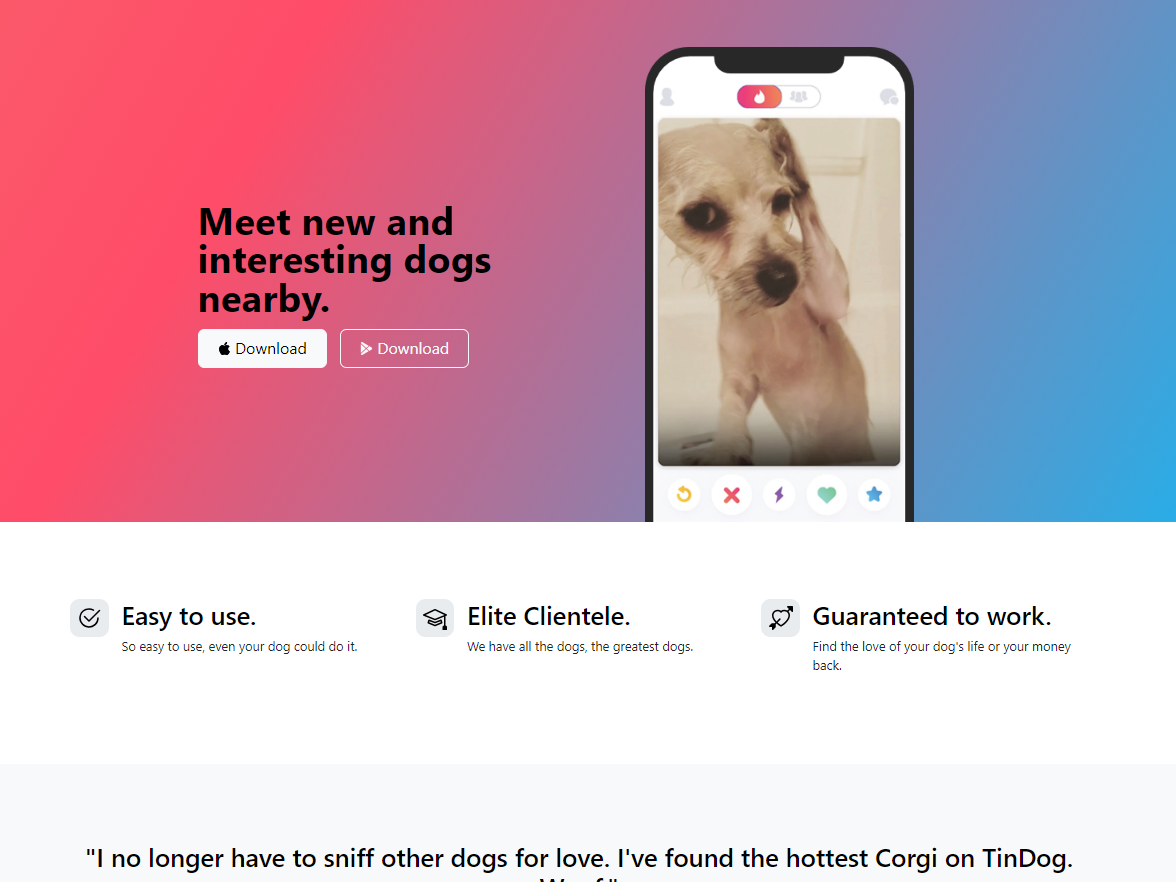 Meet new and
interesting dogs
nearby.
Download
Download
Easy to use.
So easy to use, even your dog could do it.
Elite Clientele.
We have all the dogs, the greatest dogs.
Guaranteed to work.
Find the love of your dog's life or your money
back.
"I no longer have to sniff other dogs for love. I've found the hottest Corgi on TinDog.